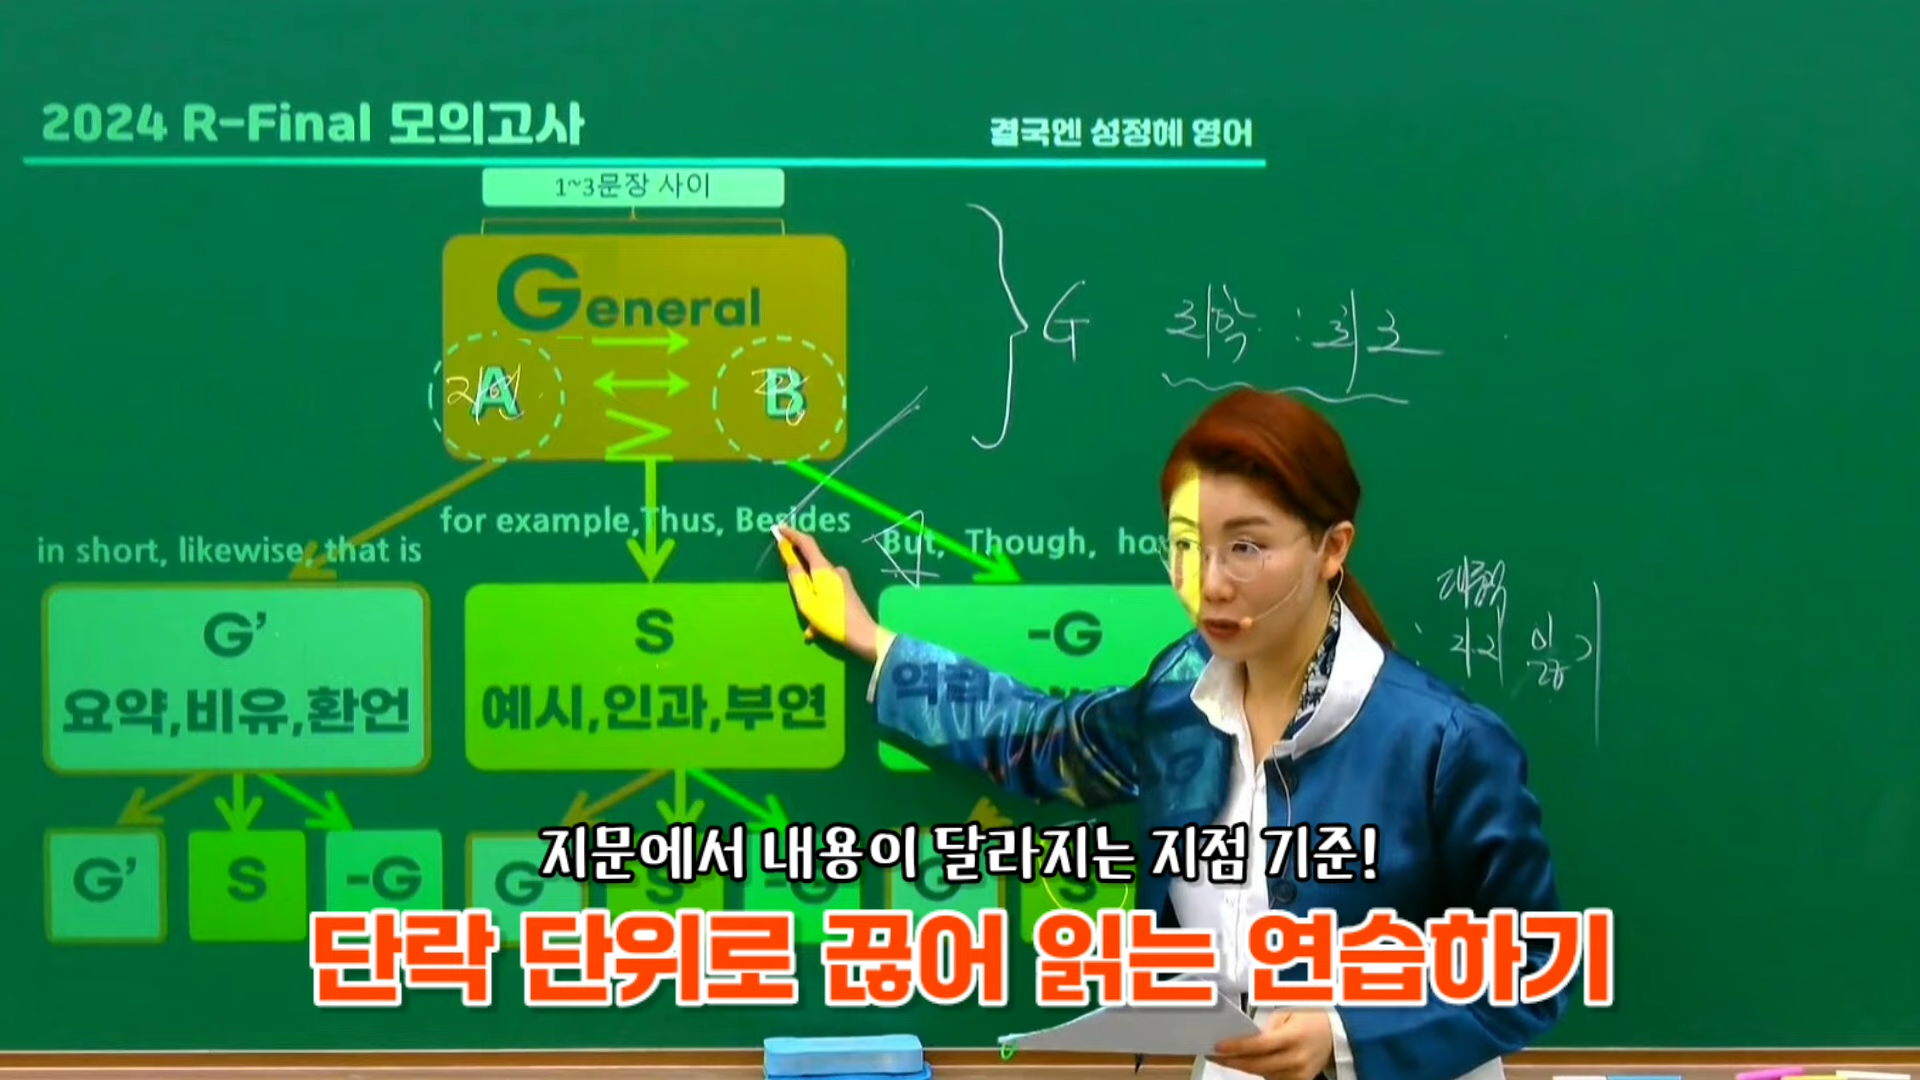 2024 R-Final 모의고사
결국엔 성정혜 영어
1~3문장 사이
General
A
B
G
for example, Thus, Besides
in short, likewise, that is
But, Though,
G’
S
-G
요약,비유,환언
예시,인과,부연
G’
S
-G
G
S
-G
G
S
지문에서 내용이 달라지는 지점 기준!
단락 단위로 끊어 읽는 연습하기